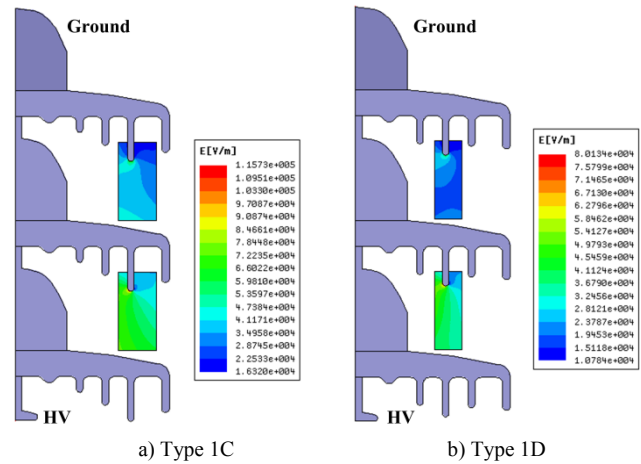 Ground
HV
E[V/m]
1.1573e+005
1.0951e+005
1.0330e+005
9.7087e+004
9.0874e+004
8.4661e+004
7.8448e+004
7.2235e+004
6.6022e+004
5.9810e+004
5.3597e+004
4.7384e+004
4.1171e+004
3.4958e+004
2.8745e+004
2.2533e+004
1.6320e+004
a) Type 1C
Ground
HV
E[V/m]
8.0134e+004
7.5799e+004
7.1465e+004
6.7130e+004
6.2796e+004
5.8462e+004
5.4127e+004
4.9793e+004
4.5459e+004
4.1124e+004
3.6790e+004
3.2456e+004
2.8121e+004
2.3787e+004
1.9453e+004
1.5118e+004
1.0784e+004
b) Type 1D